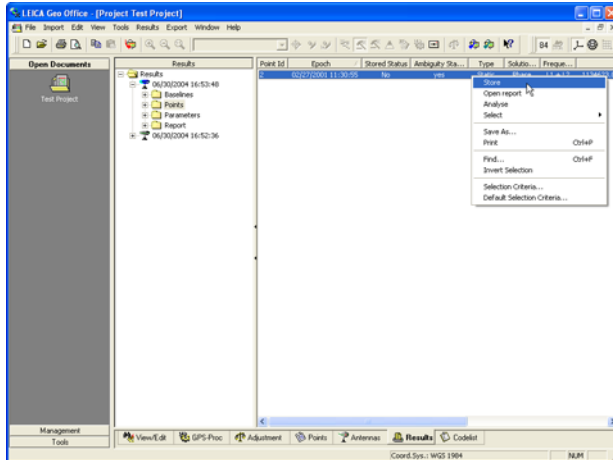 LEICA Geo Office - [Project Test Project]
File Import Edit View Tools Results Export Window Help
Open Documents
Test Project
Management
Tools
Results
Results
06/30/2004 16:53:48
Baselines
Points
Parameters
Report
06/30/2004 16:52:36
Point Id Epoch Stored Status Ambiguity Sta... Type Solutio... Freque...
2 02/27/2001 11:30:55 No yes Static Phase L1 + L2
Store
Open report
Analyse
Select
Save As...
Print Ctrl+P
Find... Ctrl+F
Invert Selection
Selection Criteria...
Default Selection Criteria...
View/Edit GPS-Proc Adjustment Points Antennas Results Codelist
Coord.Sys.: WGS 1984 NUM